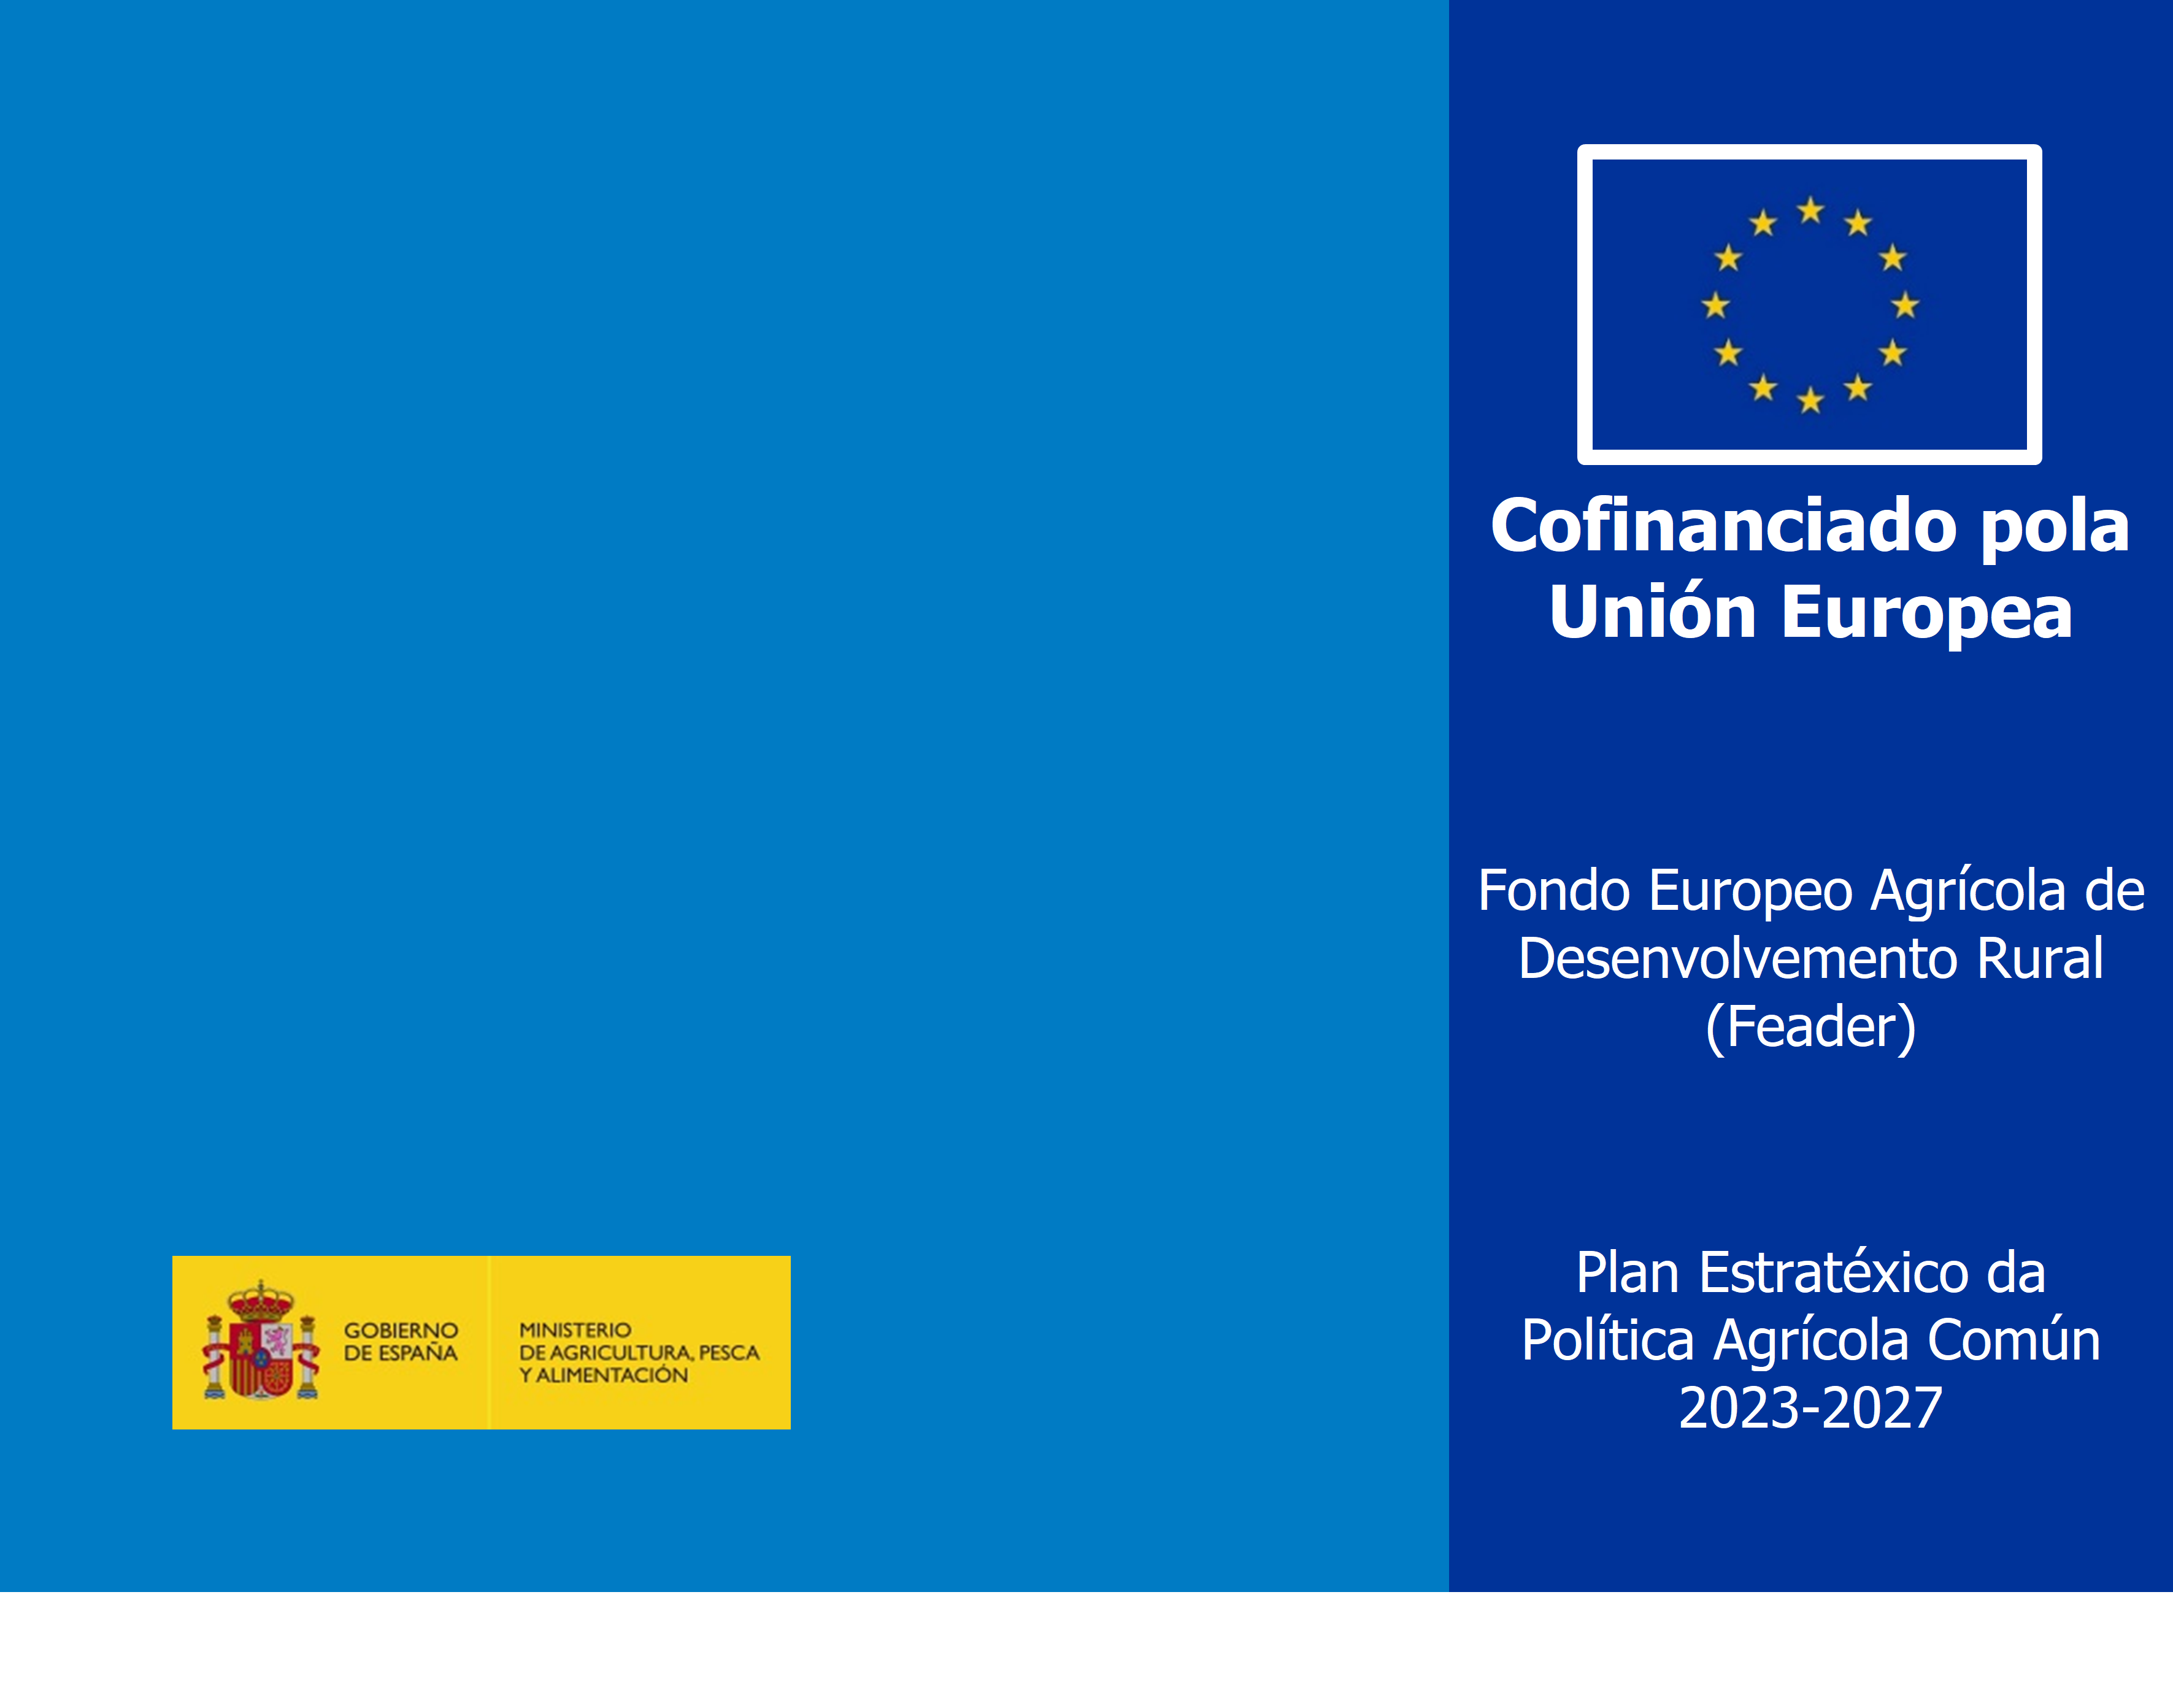 Cofinanciado pola
Unión Europea
Fondo Europeo Agrícola de
Desenvolvemento Rural
(Feader)
Plan Estratéxico da
Política Agrícola Común
2023-2027
GOBIERNO
DE ESPAÑA
MINISTERIO
DE AGRICULTURA, PESCA
Y ALIMENTACIÓN